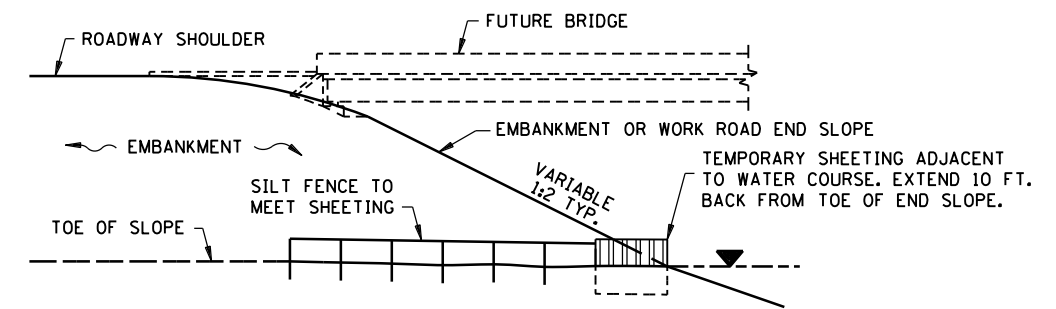 FUTURE BRIDGE
ROADWAY SHOULDER
EMBANKMENT OR WORK ROAD END SLOPE
EMBANKMENT
TEMPORARY SHEETING ADJACENT
TO WATER COURSE. EXTEND 10 FT.
BACK FROM TOE OF END SLOPE.
VARIABLE
1:2 TYP.
SILT FENCE TO
MEET SHEETING
TOE OF SLOPE